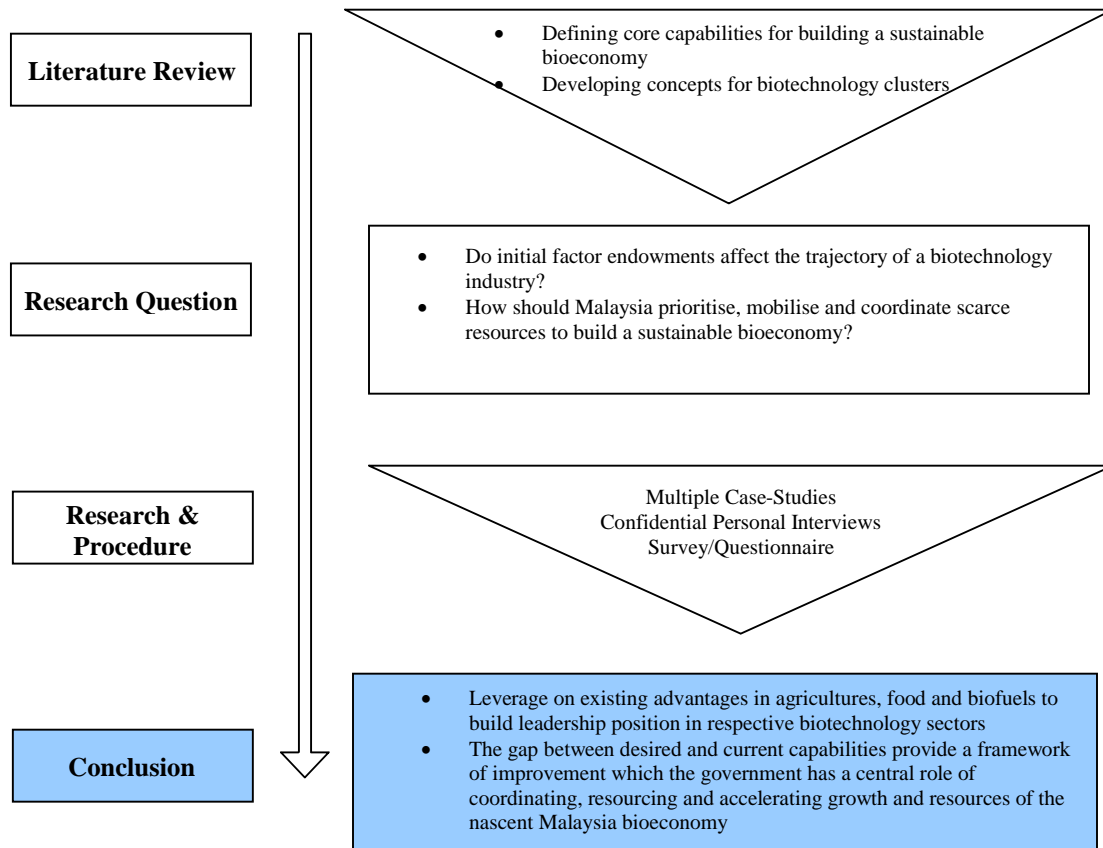 Literature Review
• Defining core capabilities for building a sustainable
bioeconomy
• Developing concepts for biotechnology clusters
Research Question
• Do initial factor endowments affect the trajectory of a biotechnology
industry?
• How should Malaysia prioritise, mobilise and coordinate scarce
resources to build a sustainable bioeconomy?
Research &
Procedure
Multiple Case-Studies
Confidential Personal Interviews
Survey/Questionnaire
Conclusion
• Leverage on existing advantages in agricultures, food and biofuels to
build leadership position in respective biotechnology sectors
• The gap between desired and current capabilities provide a framework
of improvement which the government has a central role of
coordinating, resourcing and accelerating growth and resources of the
nascent Malaysia bioeconomy